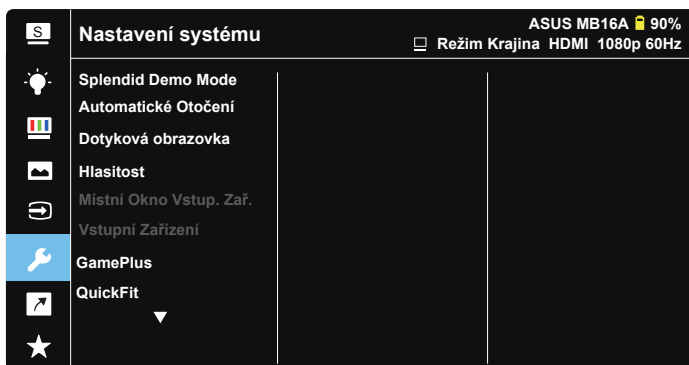 S
Nastavení systému
ASUS MB16A 90%
Režim Krajina HDMI 1080p 60Hz
Splendid Demo Mode
Automatické Otočení
Dotyková obrazovka
Hlasitost
Místní Okno Vstup. Zař.
Vstupní Zařízení
GamePlus
QuickFit